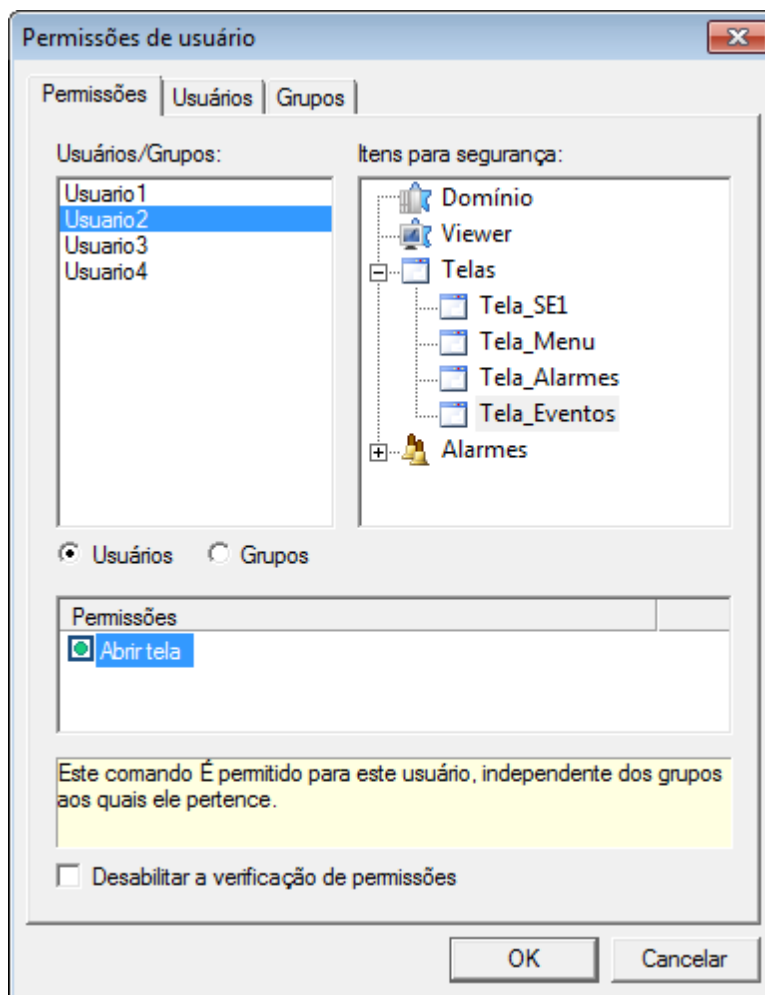 Permissões de usuário
Permissões Usuários Grupos
Usuários/Grupos:
Usuario1
Usuario2
Usuario3
Usuario4
Itens para segurança:
Domínio
Viewer
Telas
Tela_SE1
Tela_Menu
Tela_Alarmes
Tela_Eventos
Alarmes
Usuários Grupos
Permissões
Abrir tela
Este comando É permitido para este usuário, independente dos grupos
aos quais ele pertence.
Desabilitar a verificação de permissões
OK Cancelar